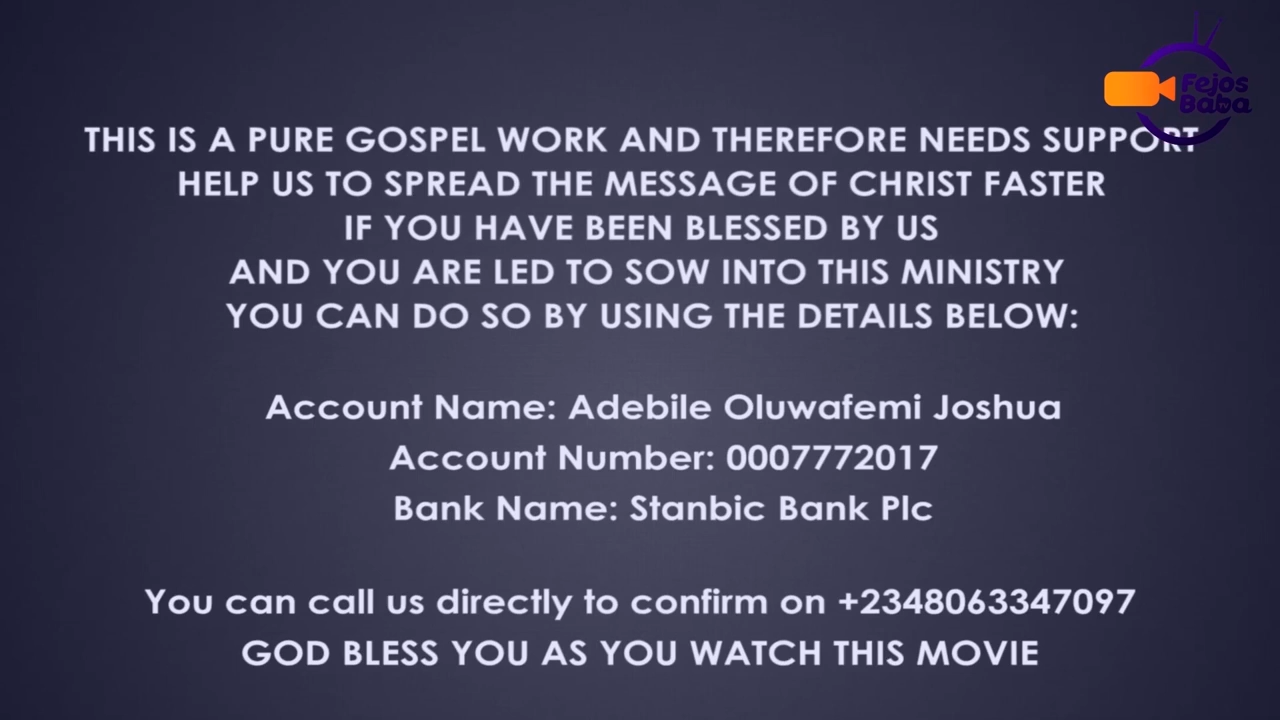 Fejos
Baba
THIS IS A PURE GOSPEL WORK AND THEREFORE NEEDS SUPPORT
HELP US TO SPREAD THE MESSAGE OF CHRIST FASTER
IF YOU HAVE BEEN BLESSED BY US
AND YOU ARE LED TO SOW INTO THIS MINISTRY
YOU CAN DO SO BY USING THE DETAILS BELOW:
Account Name: Adebile Oluwafemi Joshua
Account Number: 0007772017
Bank Name: Stanbic Bank Plc
You can call us directly to confirm on +2348063347097
GOD BLESS YOU AS YOU WATCH THIS MOVIE